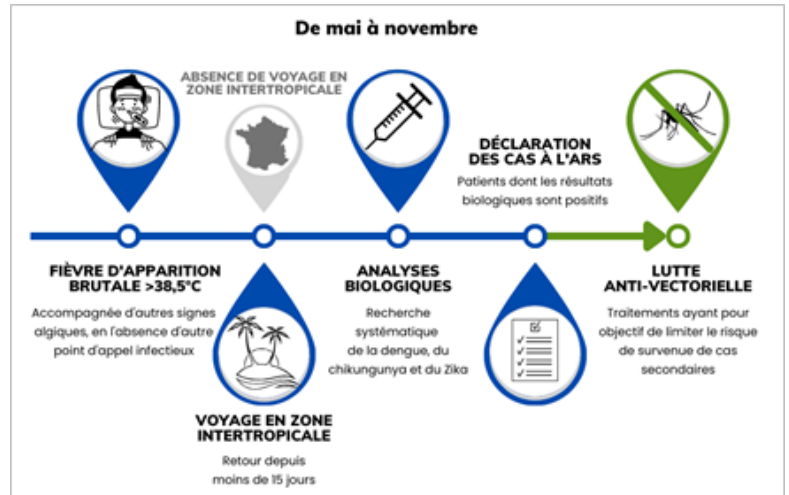 De mai à novembre
ABSENCE DE VOYAGE EN
ZONE INTERTROPICALE
DÉCLARATION
DES CAS À L'ARS
Patients dont les résultats
biologiques sont positifs
FIÈVRE D'APPARITION
BRUTALE >38,5°C
Accompagnée d'autres signes
algiques, en l'absence d'autre
point d'appel infectieux
VOYAGE EN ZONE
INTERTROPICALE
Retour depuis
moins de 15 jours
ANALYSES
BIOLOGIQUES
Recherche
systématique
de la dengue, du
chikungunya et du Zika
LUTTE
ANTI-VECTORIELLE
Traitements ayant pour
objectif de limiter le risque
de survenue de cas
secondaires